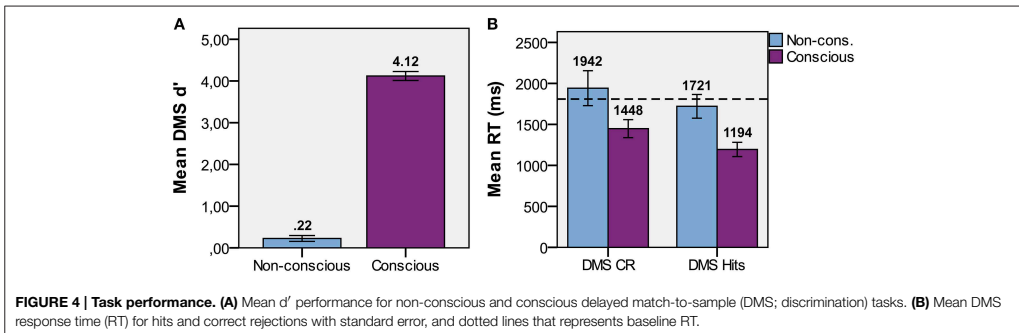 A
Mean DMS d'
5,00
4,00
3,00
2,00
1,00
,00
.22
4.12
Non-conscious
Conscious
B
Mean RT (ms)
2500
2000
1500
1000
500
0
1942
1448
1721
1194
DMS CR
DMS Hits
Non-cons.
Conscious
FIGURE 4 | Task performance. (A) Mean d′ performance for non-conscious and conscious delayed match-to-sample (DMS; discrimination) tasks. (B) Mean DMS
response time (RT) for hits and correct rejections with standard error, and dotted lines that represents baseline RT.